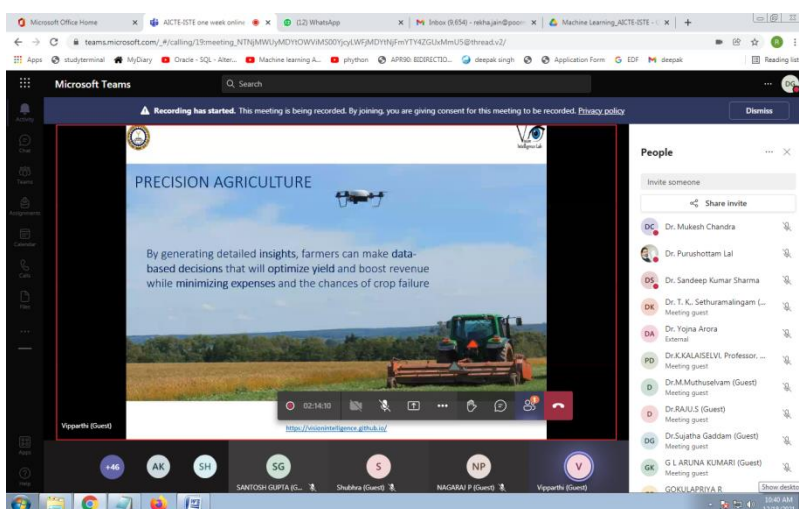 Microsoft Office Home
AICTE-ISTE one week online
(12) WhatsApp
Inbox (9,654) - rekha.jain@poorn
Machine Learning_AICTE-ISTE -
teams.microsoft.com/_#/calling/19:meeting_NTNjMWUyMDYtOWViMS00YjcyLWFjMDYtNjFmYTY4ZGUxMmU5@thread.v2/
Apps
studyterminal
MyDiary
Oracle - SQL - Alter...
Machine learning A...
phython
APR90: BIDIRECTIO...
deepak singh
Application Form
EDF
deepak
Reading list
Microsoft Teams
Search
DG
Recording has started. This meeting is being recorded. By joining, you are giving consent for this meeting to be recorded. Privacy policy
Dismiss
Activity
Chat
Teams
Assignments
Calendar
Calls
Files
Apps
Help
PRECISION AGRICULTURE
By generating detailed insights, farmers can make data-
based decisions that will optimize yield and boost revenue
while minimizing expenses and the chances of crop failure
02:14:10
Vipparthi (Guest)
https://visionintelligence.github.io/
+46
AK
SH
SG
SANTOSH GUPTA (G...
S
Shubhra (Guest)
NP
NAGARAJ P (Guest)
V
Vipparthi (Guest)
People
Invite someone
Share invite
DC
Dr. Mukesh Chandra
Dr. Purushottam Lal
DS
Dr. Sandeep Kumar Sharma
DK
Dr. T. K,. Sethuramalingam (...
Meeting guest
DA
Dr. Yojna Arora
External
PD
Dr.K.KALAISELVI, Professor, ...
Meeting guest
D
Dr.M.Muthuselvam (Guest)
Meeting guest
D
Dr.RAJU.S (Guest)
Meeting guest
DG
Dr.Sujatha Gaddam (Guest)
Meeting guest
GK
G L ARUNA KUMARI (Guest)
Meeting guest
GOKULAPRIYA R
Show desktop
10:40 AM